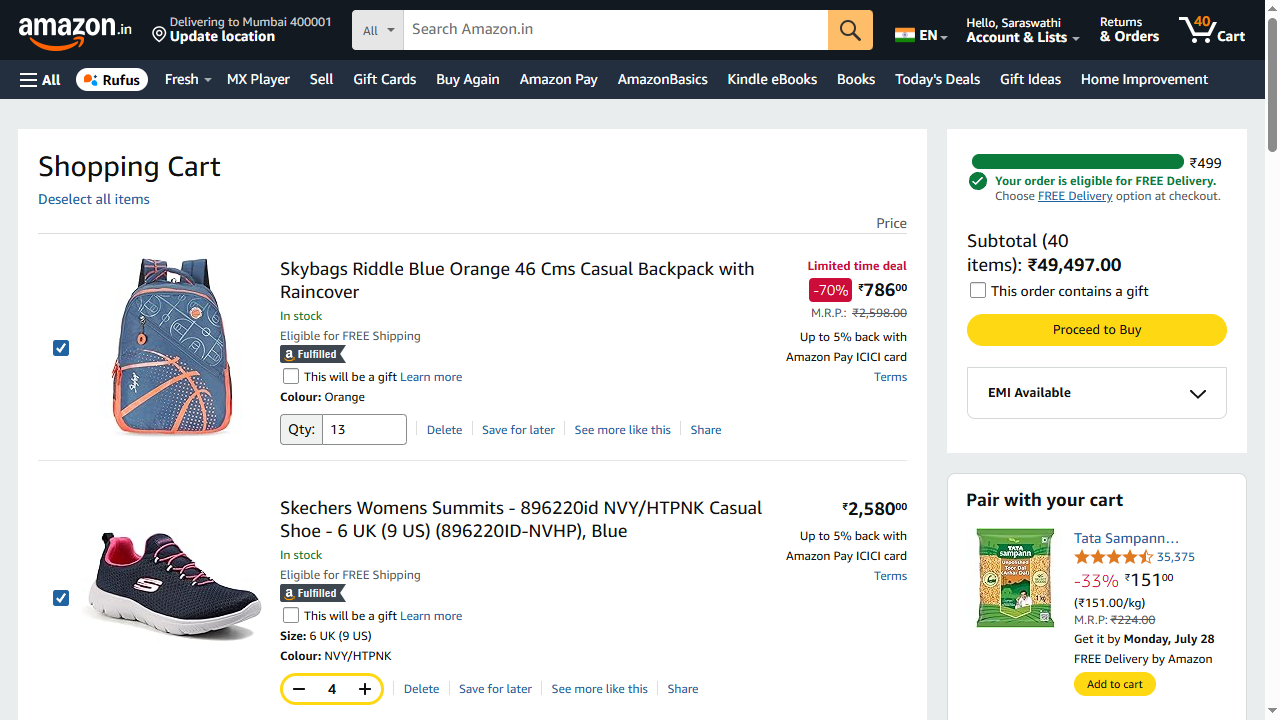 amazon.in
Delivering to Mumbai 400001
Update location
All
Search Amazon.in
EN
Hello, Saraswathi
Account & Lists
Returns
& Orders
40
Cart
All
Rufus
Fresh
MX Player
Sell
Gift Cards
Buy Again
Amazon Pay
AmazonBasics
Kindle eBooks
Books
Today's Deals
Gift Ideas
Home Improvement
Shopping Cart
Deselect all items
Price
Skybags Riddle Blue Orange 46 Cms Casual Backpack with
Raincover
In stock
Eligible for FREE Shipping
a Fulfilled
This will be a gift Learn more
Colour: Orange
Qty: 13
Delete
Save for later
See more like this
Share
Limited time deal
-70% ₹78600
M.R.P.: ₹2,598.00
Up to 5% back with
Amazon Pay ICICI card
Terms
Skechers Womens Summits - 896220id NVY/HTPNK Casual
Shoe - 6 UK (9 US) (896220ID-NVHP), Blue
In stock
Eligible for FREE Shipping
a Fulfilled
This will be a gift Learn more
Size: 6 UK (9 US)
Colour: NVY/HTPNK
4
Delete
Save for later
See more like this
Share
₹2,58000
Up to 5% back with
Amazon Pay ICICI card
Terms
₹499
Your order is eligible for FREE Delivery.
Choose FREE Delivery option at checkout.
Subtotal (40
items): ₹49,497.00
This order contains a gift
Proceed to Buy
EMI Available
Pair with your cart
TATA
sampann
Unpolished
Toor Dal
(Arhar Dal)
Tata Sampann...
35,375
-33% ₹15100
(₹151.00/kg)
M.R.P: ₹224.00
Get it by Monday, July 28
FREE Delivery by Amazon
Add to cart